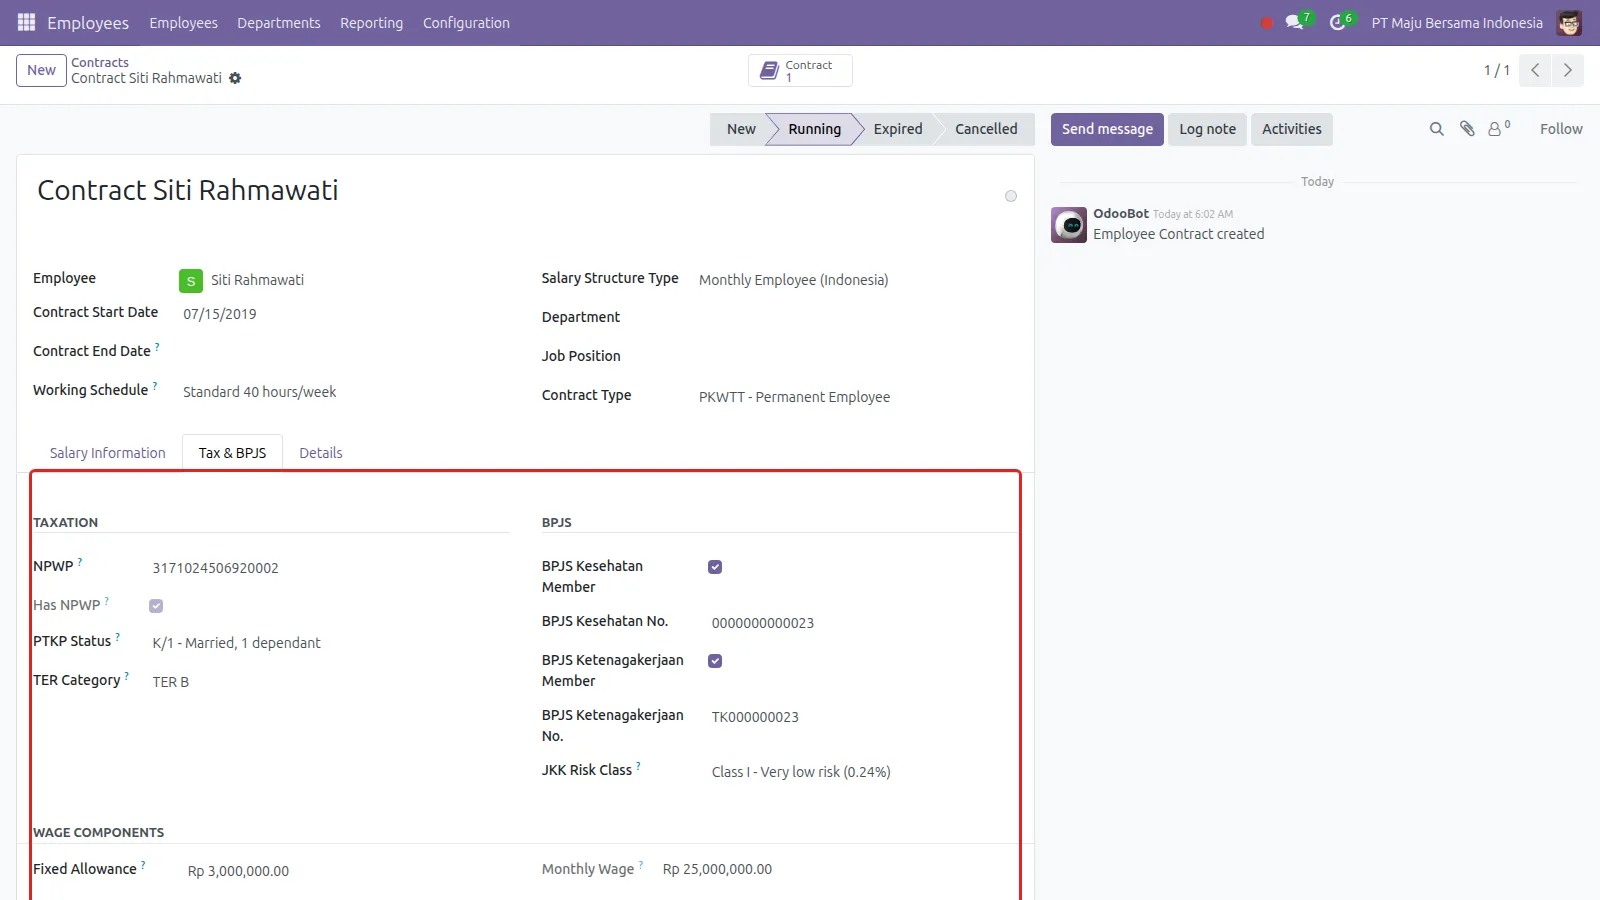 Employees Employees Departments Reporting Configuration 7 6 PT Maju Bersama Indonesia
New Contracts
Contract Siti Rahmawati
Contract
1
1 / 1
New Running Expired Cancelled
Send message Log note Activities 0 Follow
Contract Siti Rahmawati
Today
OdooBot Today at 6:02 AM
Employee Contract created
Employee S Siti Rahmawati
Contract Start Date 07/15/2019
Contract End Date ?
Working Schedule ? Standard 40 hours/week
Salary Structure Type Monthly Employee (Indonesia)
Department
Job Position
Contract Type PKWTT - Permanent Employee
Salary Information Tax & BPJS Details
TAXATION
NPWP ? 3171024506920002
Has NPWP ?
PTKP Status ? K/1 - Married, 1 dependant
TER Category ? TER B
BPJS
BPJS Kesehatan
Member
BPJS Kesehatan No. 0000000000023
BPJS Ketenagakerjaan
Member
BPJS Ketenagakerjaan
No. TK000000023
JKK Risk Class ? Class I - Very low risk (0.24%)
WAGE COMPONENTS
Fixed Allowance ? Rp 3,000,000.00
Monthly Wage ? Rp 25,000,000.00